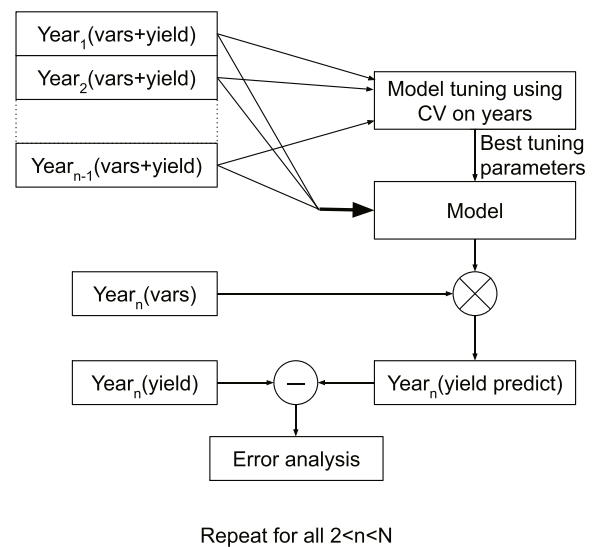 Year1(vars+yield)
Year2(vars+yield)
Model tuning using
CV on years
Yearn-1(vars+yield)
Best tuning
parameters
Model
Yearn(vars)
Yearn(yield)
−
Yearn(yield predict)
Error analysis
Repeat for all 2<n<N